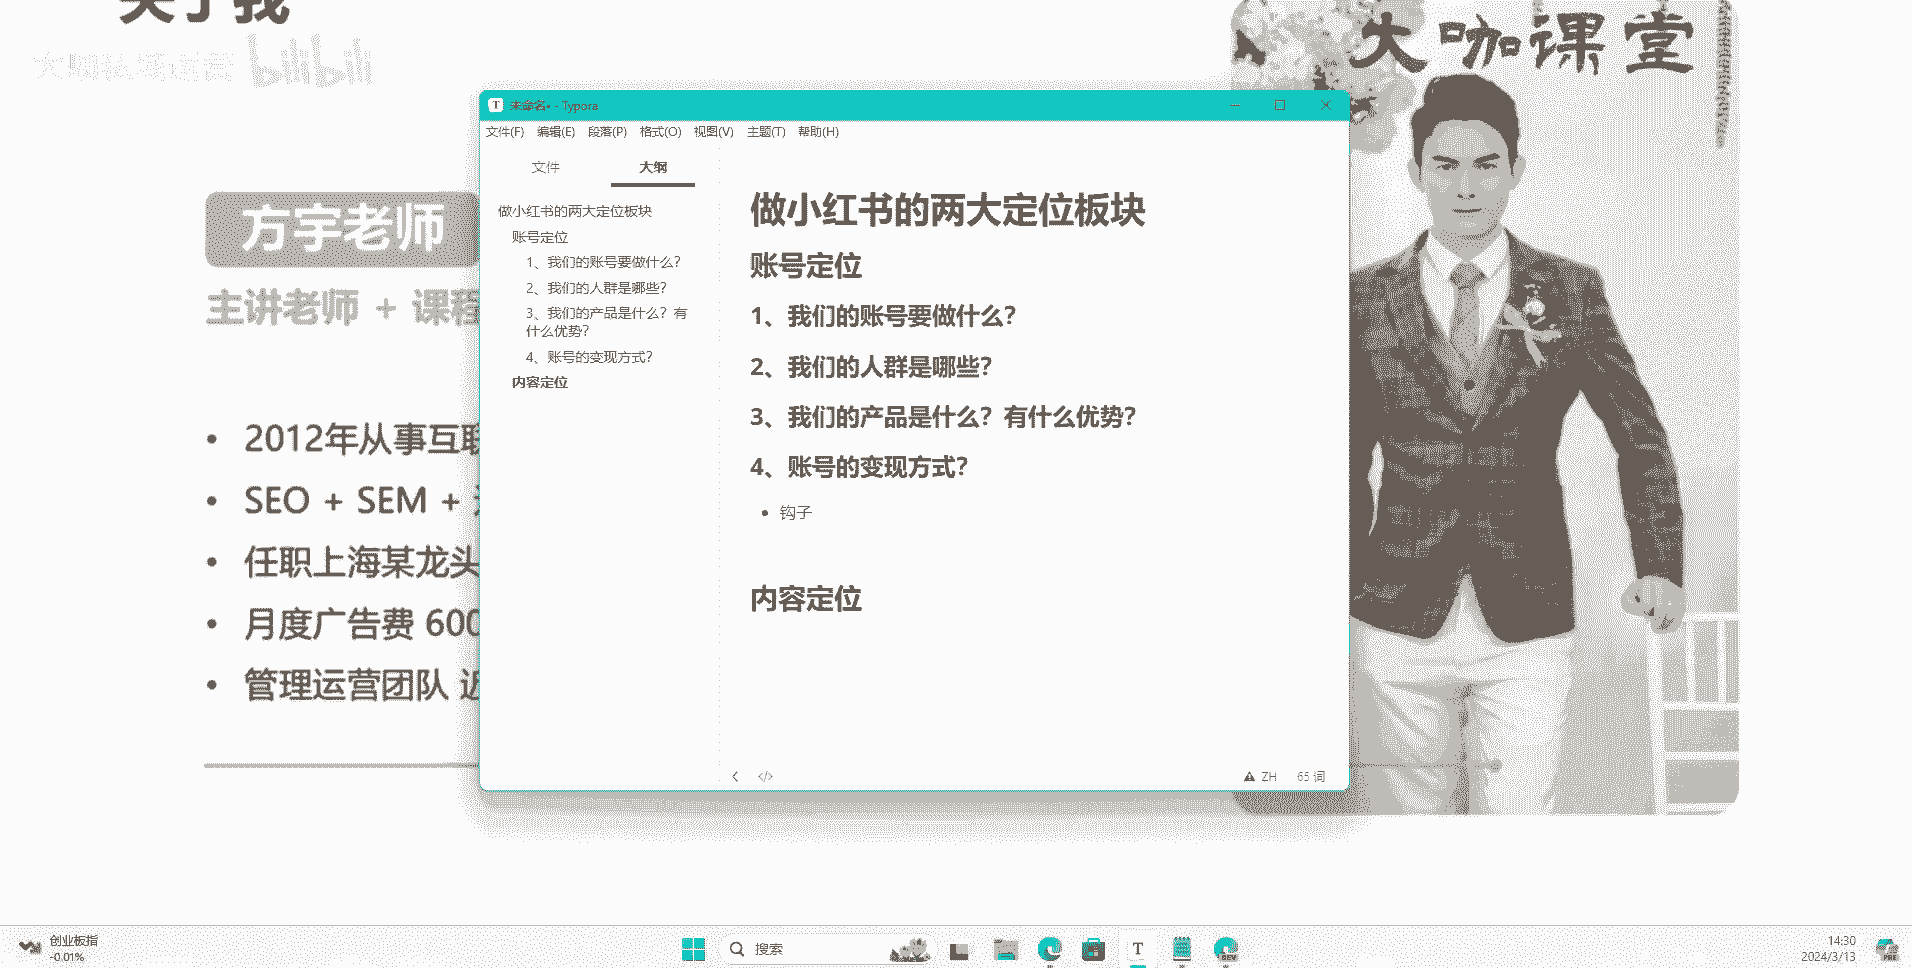 关于我
大咖私域运营 bilibili
大咖课堂
方宇老师
主讲老师 + 课程
2012年从事互联
SEO + SEM +
任职上海某龙头
月度广告费 600
管理运营团队 近
未命名• - Typora
文件(F) 编辑(E) 段落(P) 格式(O) 视图(V) 主题(T) 帮助(H)
文件 大纲
做小红书的两大定位板块
账号定位
1、我们的账号要做什么？
2、我们的人群是哪些？
3、我们的产品是什么？有
什么优势？
4、账号的变现方式？
内容定位
做小红书的两大定位板块
账号定位
1、我们的账号要做什么？
2、我们的人群是哪些？
3、我们的产品是什么？有什么优势？
4、账号的变现方式？
钩子
内容定位
ZH 65 词
创业板指
-0.01%
搜索
14:30
2024/3/13